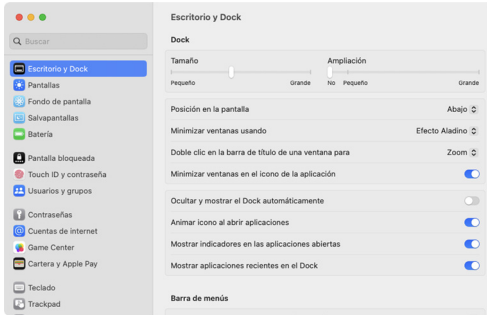 Buscar
Escritorio y Dock
Pantallas
Fondo de pantalla
Salvapantallas
Batería
Pantalla bloqueada
Touch ID y contraseña
Usuarios y grupos
Contraseñas
Cuentas de internet
Game Center
Cartera y Apple Pay
Teclado
Trackpad
Escritorio y Dock
Dock
Tamaño Ampliación
Pequeño Grande No Pequeño Grande
Posición en la pantalla Abajo
Minimizar ventanas usando Efecto Aladino
Doble clic en la barra de título de una ventana para Zoom
Minimizar ventanas en el icono de la aplicación
Ocultar y mostrar el Dock automáticamente
Animar icono al abrir aplicaciones
Mostrar indicadores en las aplicaciones abiertas
Mostrar aplicaciones recientes en el Dock
Barra de menús